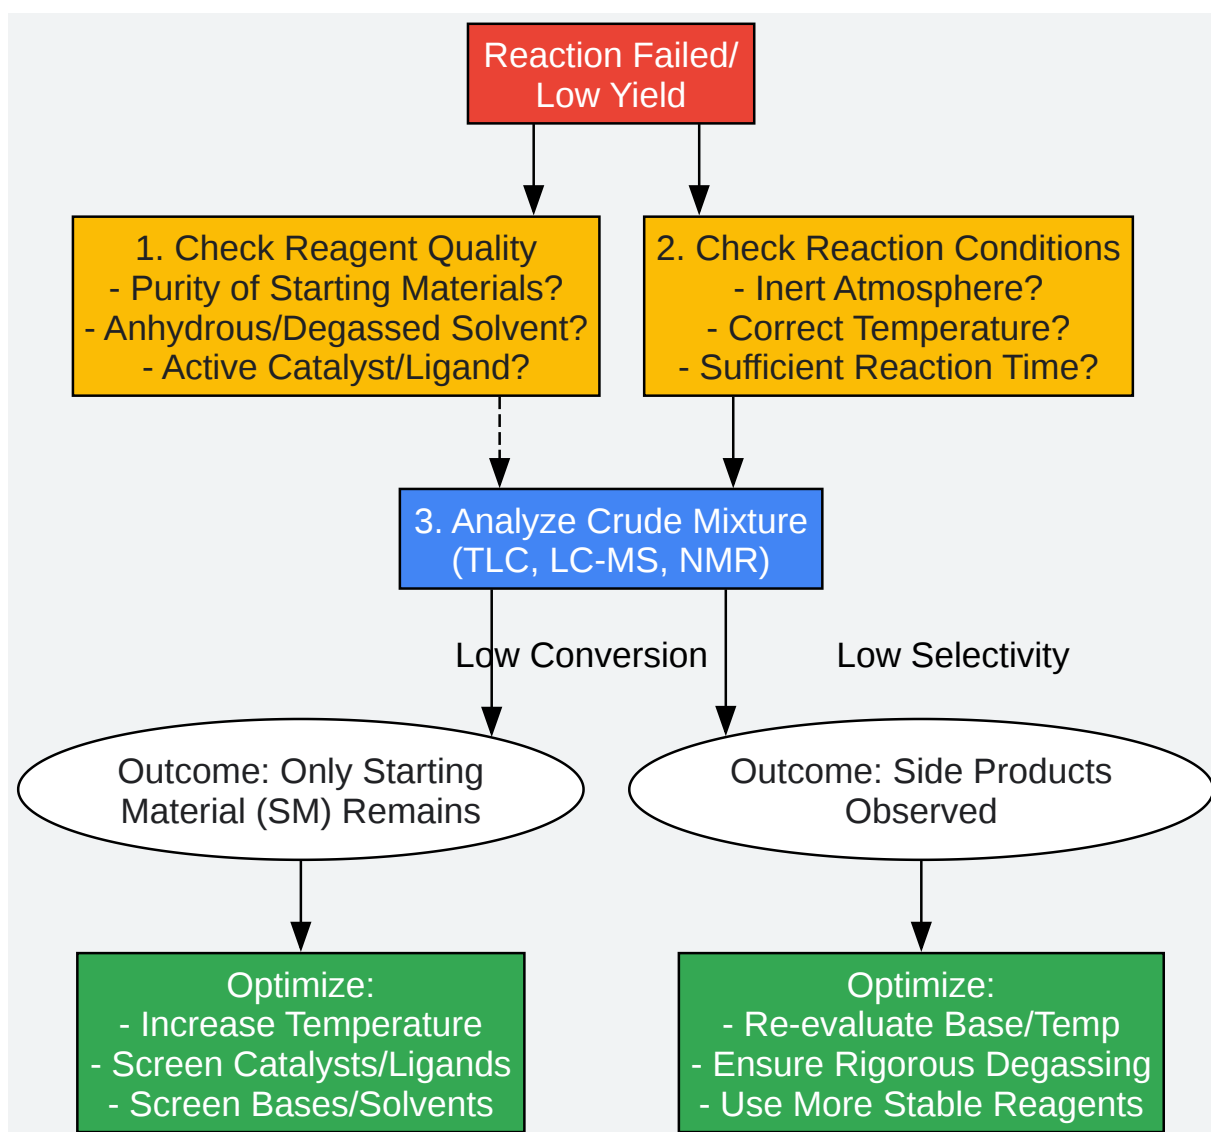 Reaction Failed/
Low Yield
1. Check Reagent Quality
- Purity of Starting Materials?
- Anhydrous/Degassed Solvent?
- Active Catalyst/Ligand?
2. Check Reaction Conditions
- Inert Atmosphere?
- Correct Temperature?
- Sufficient Reaction Time?
3. Analyze Crude Mixture
(TLC, LC-MS, NMR)
Low Conversion
Low Selectivity
Outcome: Only Starting
Material (SM) Remains
Outcome: Side Products
Observed
Optimize:
- Increase Temperature
- Screen Catalysts/Ligands
- Screen Bases/Solvents
Optimize:
- Re-evaluate Base/Temp
- Ensure Rigorous Degassing
- Use More Stable Reagents